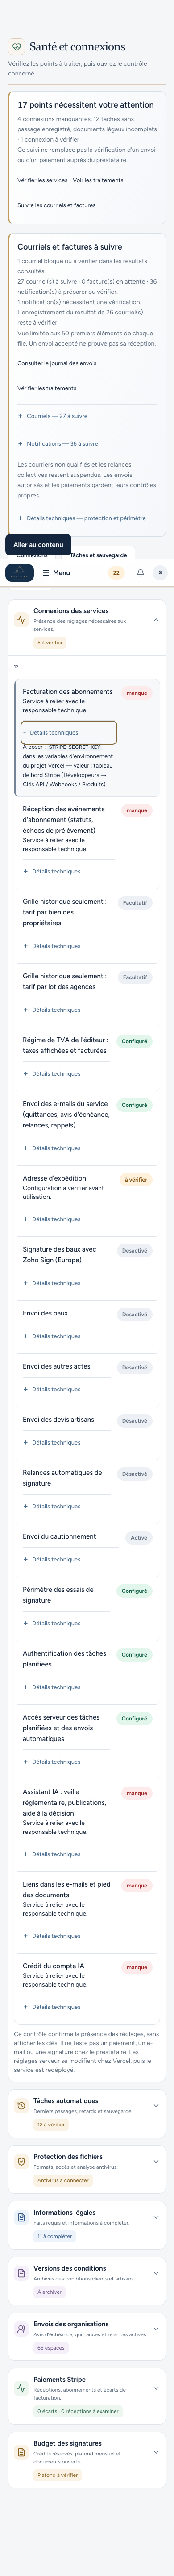 Santé et connexions
Vérifiez les points à traiter, puis ouvrez le contrôle
concerné.
17 points nécessitent votre attention
4 connexions manquantes, 12 tâches sans
passage enregistré, documents légaux incomplets
· 1 connexion à vérifier
Ce suivi ne remplace pas la vérification d'un envoi
ou d'un paiement auprès du prestataire.
Vérifier les services Voir les traitements
Suivre les courriels et factures
Courriels et factures à suivre
1 courriel bloqué ou à vérifier dans les résultats
consultés.
27 courriel(s) à suivre · 0 facture(s) en attente · 36
notification(s) à préparer ou vérifier.
1 notification(s) nécessitent une vérification.
L'enregistrement du résultat de 26 courriel(s)
reste à vérifier.
Vue limitée aux 50 premiers éléments de chaque
file. Un envoi accepté ne prouve pas sa réception.
Consulter le journal des envois
Vérifier les traitements
+ Courriels — 27 à suivre
+ Notifications — 36 à suivre
Les courriers non qualifiés et les relances
collectives restent suspendus. Les envois
autorisés et les paiements gardent leurs contrôles
propres.
+ Détails techniques — protection et périmètre
Aller au contenu
Tâches et sauvegarde
Menu
22
S
Connexions des services
Présence des réglages nécessaires aux
services.
5 à vérifier
12
Facturation des abonnements
manque
Service à relier avec le
responsable technique.
- Détails techniques
À poser : STRIPE_SECRET_KEY
dans les variables d'environnement
du projet Vercel — valeur : tableau
de bord Stripe (Développeurs →
Clés API / Webhooks / Produits).
Réception des événements
d'abonnement (statuts,
échecs de prélèvement)
manque
Service à relier avec le
responsable technique.
+ Détails techniques
Grille historique seulement :
tarif par bien des
propriétaires
Facultatif
+ Détails techniques
Grille historique seulement :
tarif par lot des agences
Facultatif
+ Détails techniques
Régime de TVA de l'éditeur :
taxes affichées et facturées
Configuré
+ Détails techniques
Envoi des e-mails du service
(quittances, avis d'échéance,
relances, rappels)
Configuré
+ Détails techniques
Adresse d'expédition
à vérifier
Configuration à vérifier avant
utilisation.
+ Détails techniques
Signature des baux avec
Zoho Sign (Europe)
Désactivé
+ Détails techniques
Envoi des baux
Désactivé
+ Détails techniques
Envoi des autres actes
Désactivé
+ Détails techniques
Envoi des devis artisans
Désactivé
+ Détails techniques
Relances automatiques de
signature
Désactivé
+ Détails techniques
Envoi du cautionnement
Activé
+ Détails techniques
Périmètre des essais de
signature
Configuré
+ Détails techniques
Authentification des tâches
planifiées
Configuré
+ Détails techniques
Accès serveur des tâches
planifiées et des envois
automatiques
Configuré
+ Détails techniques
Assistant IA : veille
réglementaire, publications,
aide à la décision
manque
Service à relier avec le
responsable technique.
+ Détails techniques
Liens dans les e-mails et pied
des documents
manque
Service à relier avec le
responsable technique.
+ Détails techniques
Crédit du compte IA
manque
Service à relier avec le
responsable technique.
+ Détails techniques
Ce contrôle confirme la présence des réglages, sans
afficher les secrets. Il ne teste pas un paiement, un e-
mail ou une signature chez le prestataire. Les
réglages serveur se modifient chez Vercel, puis le
service est redéployé.
Tâches automatiques
Derniers passages, retards et sauvegarde.
12 à vérifier
Protection des fichiers
Formats, accès et analyse antivirus.
Antivirus à connecter
Informations légales
Faits requis et informations à compléter.
11 à compléter
Versions des conditions
Archives des conditions clients et artisans.
À archiver
Envois des organisations
Avis d'échéance, quittances et relances activés.
65 espaces
Paiements Stripe
Réceptions, abonnements et écarts de
facturation.
0 écarts · 0 réceptions à examiner
Budget des signatures
Crédits réservés, plafond mensuel et
documents ouverts.
Plafond à vérifier